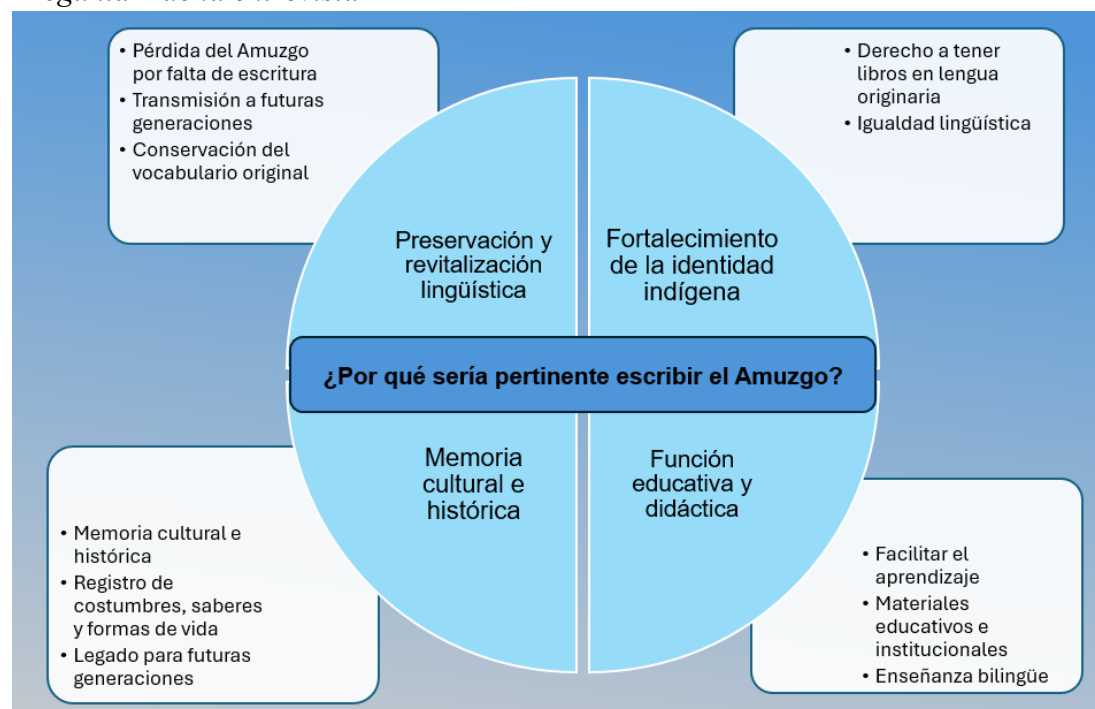 • Pérdida del Amuzgo
por falta de escritura
• Transmisión a futuras
generaciones
• Conservación del
vocabulario original
• Derecho a tener
libros en lengua
originaria
• Igualdad lingüística
Preservación y
revitalización
lingüística
Fortalecimiento
de la identidad
indígena
¿Por qué sería pertinente escribir el Amuzgo?
Memoria
cultural e
histórica
Función
educativa y
didáctica
• Memoria cultural e
histórica
• Registro de
costumbres, saberes
y formas de vida
• Legado para futuras
generaciones
• Facilitar el
aprendizaje
• Materiales
educativos e
institucionales
• Enseñanza bilingüe